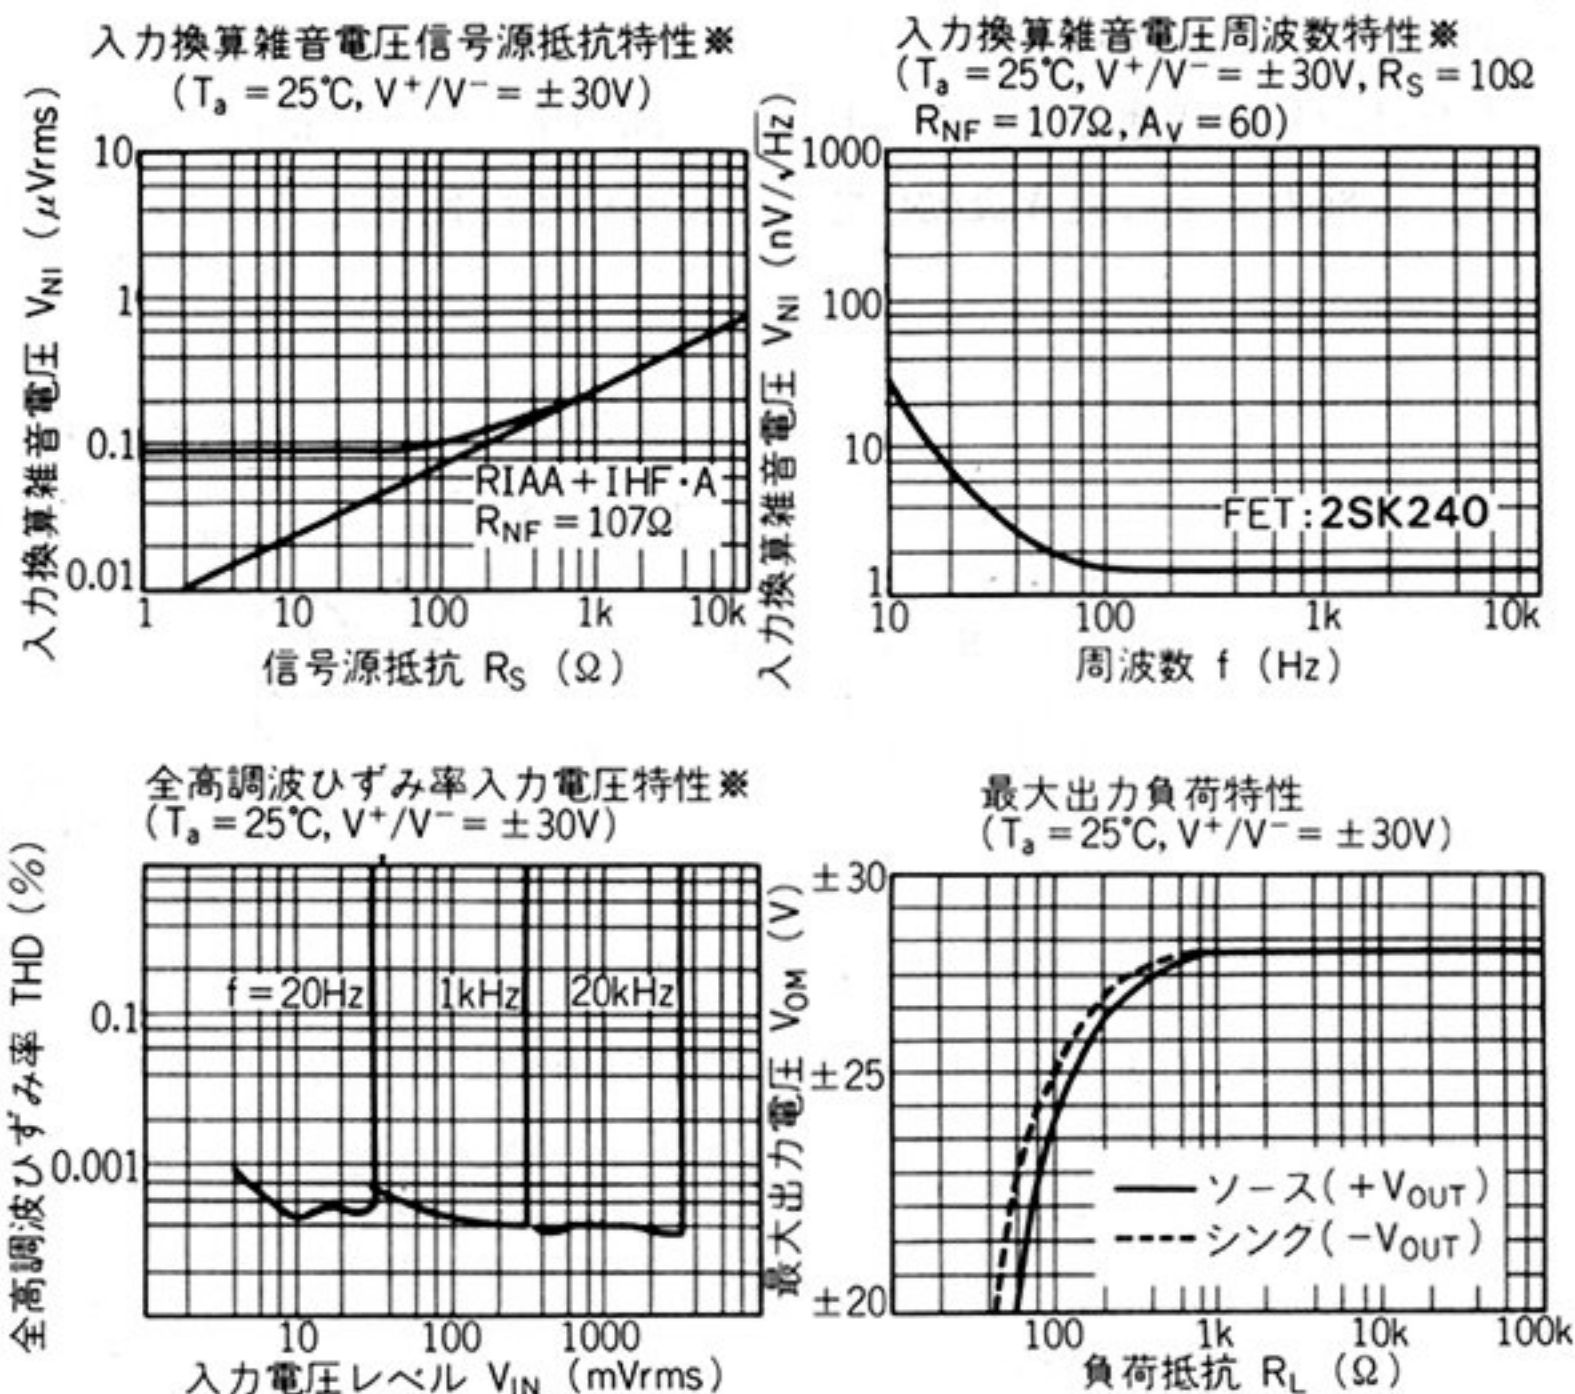 入力換算雑音電圧信号源抵抗特性※
(Ta = 25℃, V+/V− = ±30V)
入力換算雑音電圧 VNI (μVrms)
10
1
0.1
0.01
RIAA+IHF・A
RNF = 107Ω
1 10 100 1k 10k
信号源抵抗 RS (Ω)
入力換算雑音電圧周波数特性※
(Ta = 25℃, V+/V− = ±30V, RS = 10Ω
RNF = 107Ω, AV = 60)
入力換算雑音電圧 VNI (nV/√Hz)
1000
100
10
1
FET:2SK240
10 100 1k 10k
周波数 f (Hz)
全高調波ひずみ率入力電圧特性※
(Ta = 25℃, V+/V− = ±30V)
全高調波ひずみ率 THD (%)
0.1
0.001
f = 20Hz 1kHz 20kHz
10 100 1000
入力電圧レベル VIN (mVrms)
最大出力負荷特性
(Ta = 25℃, V+/V− = ±30V)
最大出力電圧 VOM (V)
±30
±25
±20
ソース(+VOUT)
シンク(−VOUT)
100 1k 10k 100k
負荷抵抗 RL (Ω)